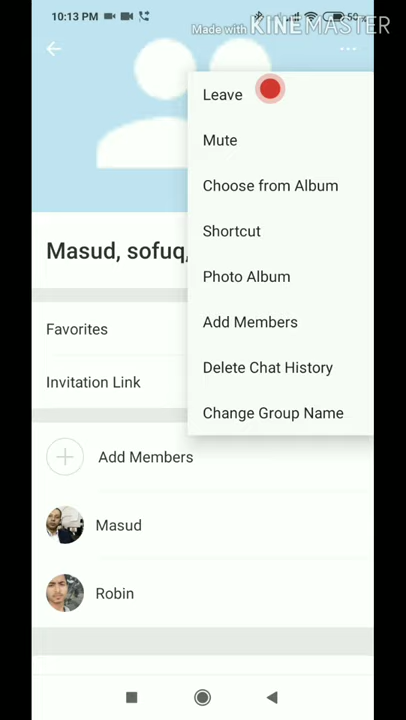 10:13 PM
50
Made with KINEMASTER
Leave
Mute
Choose from Album
Shortcut
Photo Album
Add Members
Delete Chat History
Change Group Name
Masud, sofuq,
Favorites
Invitation Link
Add Members
Masud
Robin